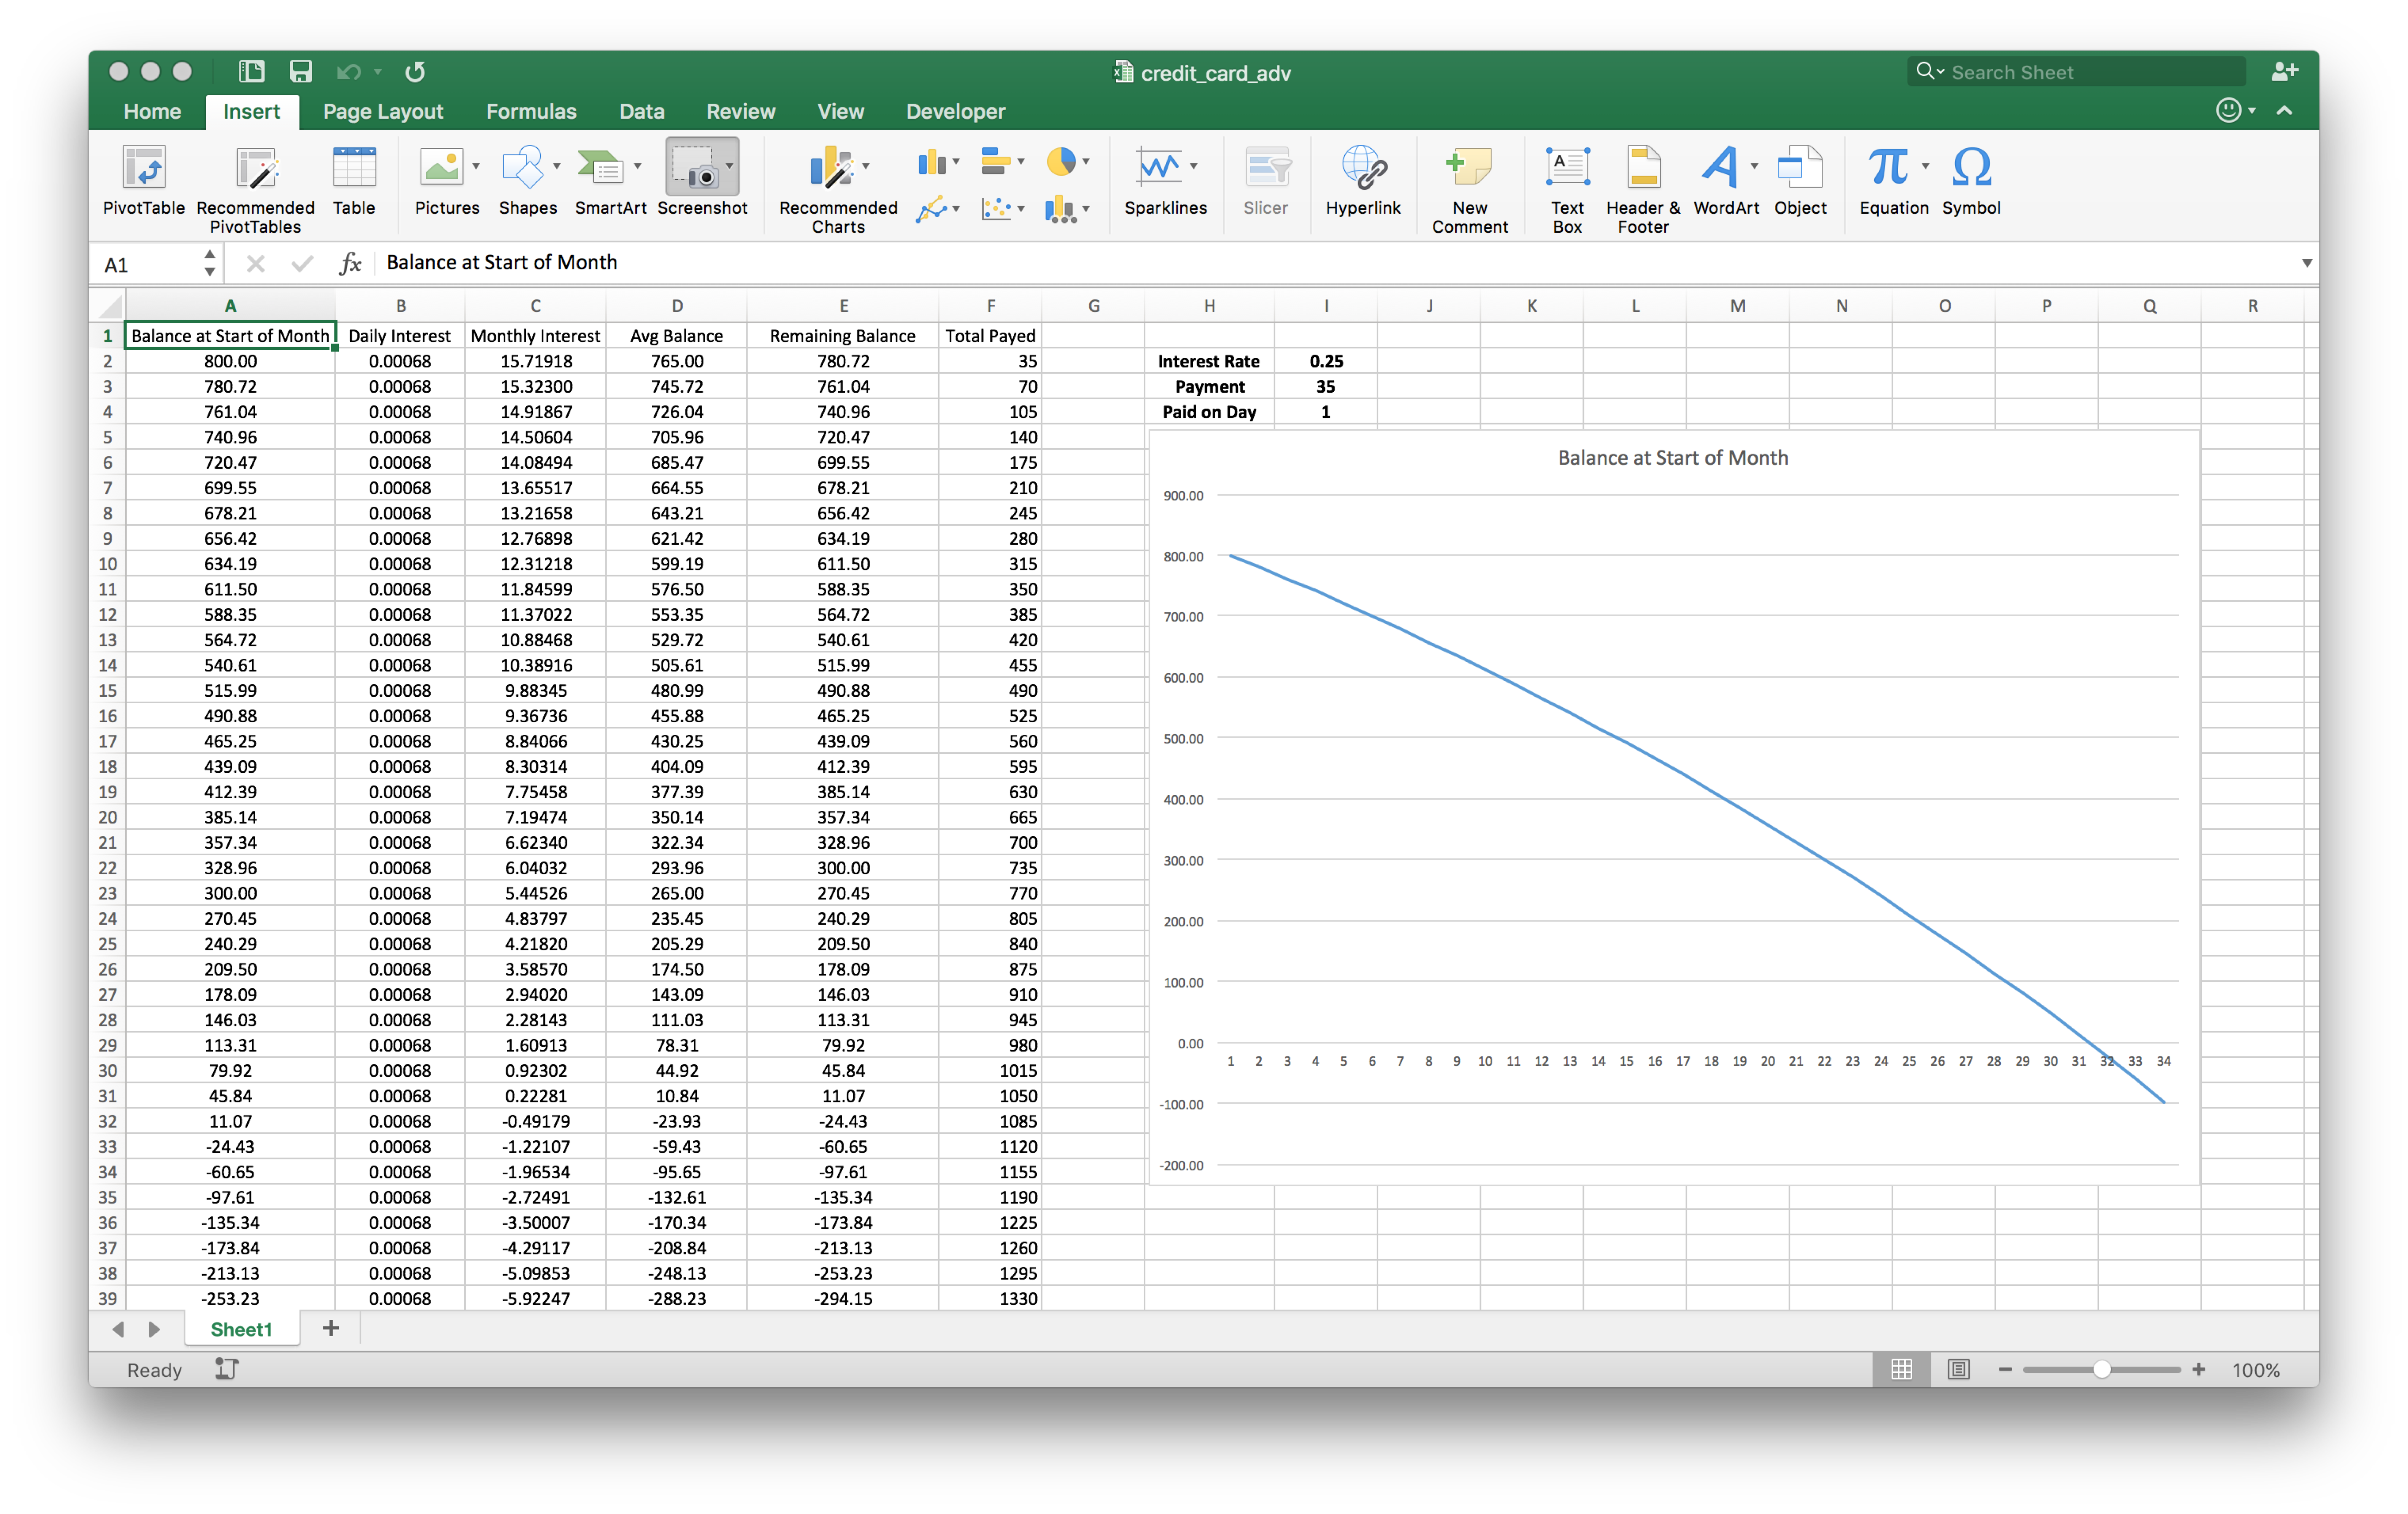 credit_card_adv
Search Sheet
Home Insert Page Layout Formulas Data Review View Developer
PivotTable Recommended PivotTables Table Pictures Shapes SmartArt Screenshot Recommended Charts Sparklines Slicer Hyperlink New Comment Text Box Header & Footer WordArt Object Equation Symbol
A1 fx Balance at Start of Month
A B C D E F G H I J K L M N O P Q R
1 Balance at Start of Month Daily Interest Monthly Interest Avg Balance Remaining Balance Total Payed
2 800.00 0.00068 15.71918 765.00 780.72 35 Interest Rate 0.25
3 780.72 0.00068 15.32300 745.72 761.04 70 Payment 35
4 761.04 0.00068 14.91867 726.04 740.96 105 Paid on Day 1
5 740.96 0.00068 14.50604 705.96 720.47 140
6 720.47 0.00068 14.08494 685.47 699.55 175
7 699.55 0.00068 13.65517 664.55 678.21 210
8 678.21 0.00068 13.21658 643.21 656.42 245
9 656.42 0.00068 12.76898 621.42 634.19 280
10 634.19 0.00068 12.31218 599.19 611.50 315
11 611.50 0.00068 11.84599 576.50 588.35 350
12 588.35 0.00068 11.37022 553.35 564.72 385
13 564.72 0.00068 10.88468 529.72 540.61 420
14 540.61 0.00068 10.38916 505.61 515.99 455
15 515.99 0.00068 9.88345 480.99 490.88 490
16 490.88 0.00068 9.36736 455.88 465.25 525
17 465.25 0.00068 8.84066 430.25 439.09 560
18 439.09 0.00068 8.30314 404.09 412.39 595
19 412.39 0.00068 7.75458 377.39 385.14 630
20 385.14 0.00068 7.19474 350.14 357.34 665
21 357.34 0.00068 6.62340 322.34 328.96 700
22 328.96 0.00068 6.04032 293.96 300.00 735
23 300.00 0.00068 5.44526 265.00 270.45 770
24 270.45 0.00068 4.83797 235.45 240.29 805
25 240.29 0.00068 4.21820 205.29 209.50 840
26 209.50 0.00068 3.58570 174.50 178.09 875
27 178.09 0.00068 2.94020 143.09 146.03 910
28 146.03 0.00068 2.28143 111.03 113.31 945
29 113.31 0.00068 1.60913 78.31 79.92 980
30 79.92 0.00068 0.92302 44.92 45.84 1015
31 45.84 0.00068 0.22281 10.84 11.07 1050
32 11.07 0.00068 -0.49179 -23.93 -24.43 1085
33 -24.43 0.00068 -1.22107 -59.43 -60.65 1120
34 -60.65 0.00068 -1.96534 -95.65 -97.61 1155
35 -97.61 0.00068 -2.72491 -132.61 -135.34 1190
36 -135.34 0.00068 -3.50007 -170.34 -173.84 1225
37 -173.84 0.00068 -4.29117 -208.84 -213.13 1260
38 -213.13 0.00068 -5.09853 -248.13 -253.23 1295
39 -253.23 0.00068 -5.92247 -288.23 -294.15 1330
Balance at Start of Month
900.00
800.00
700.00
600.00
500.00
400.00
300.00
200.00
100.00
0.00
1 2 3 4 5 6 7 8 9 10 11 12 13 14 15 16 17 18 19 20 21 22 23 24 25 26 27 28 29 30 31 32 33 34
-100.00
-200.00
Sheet1
Ready
100%